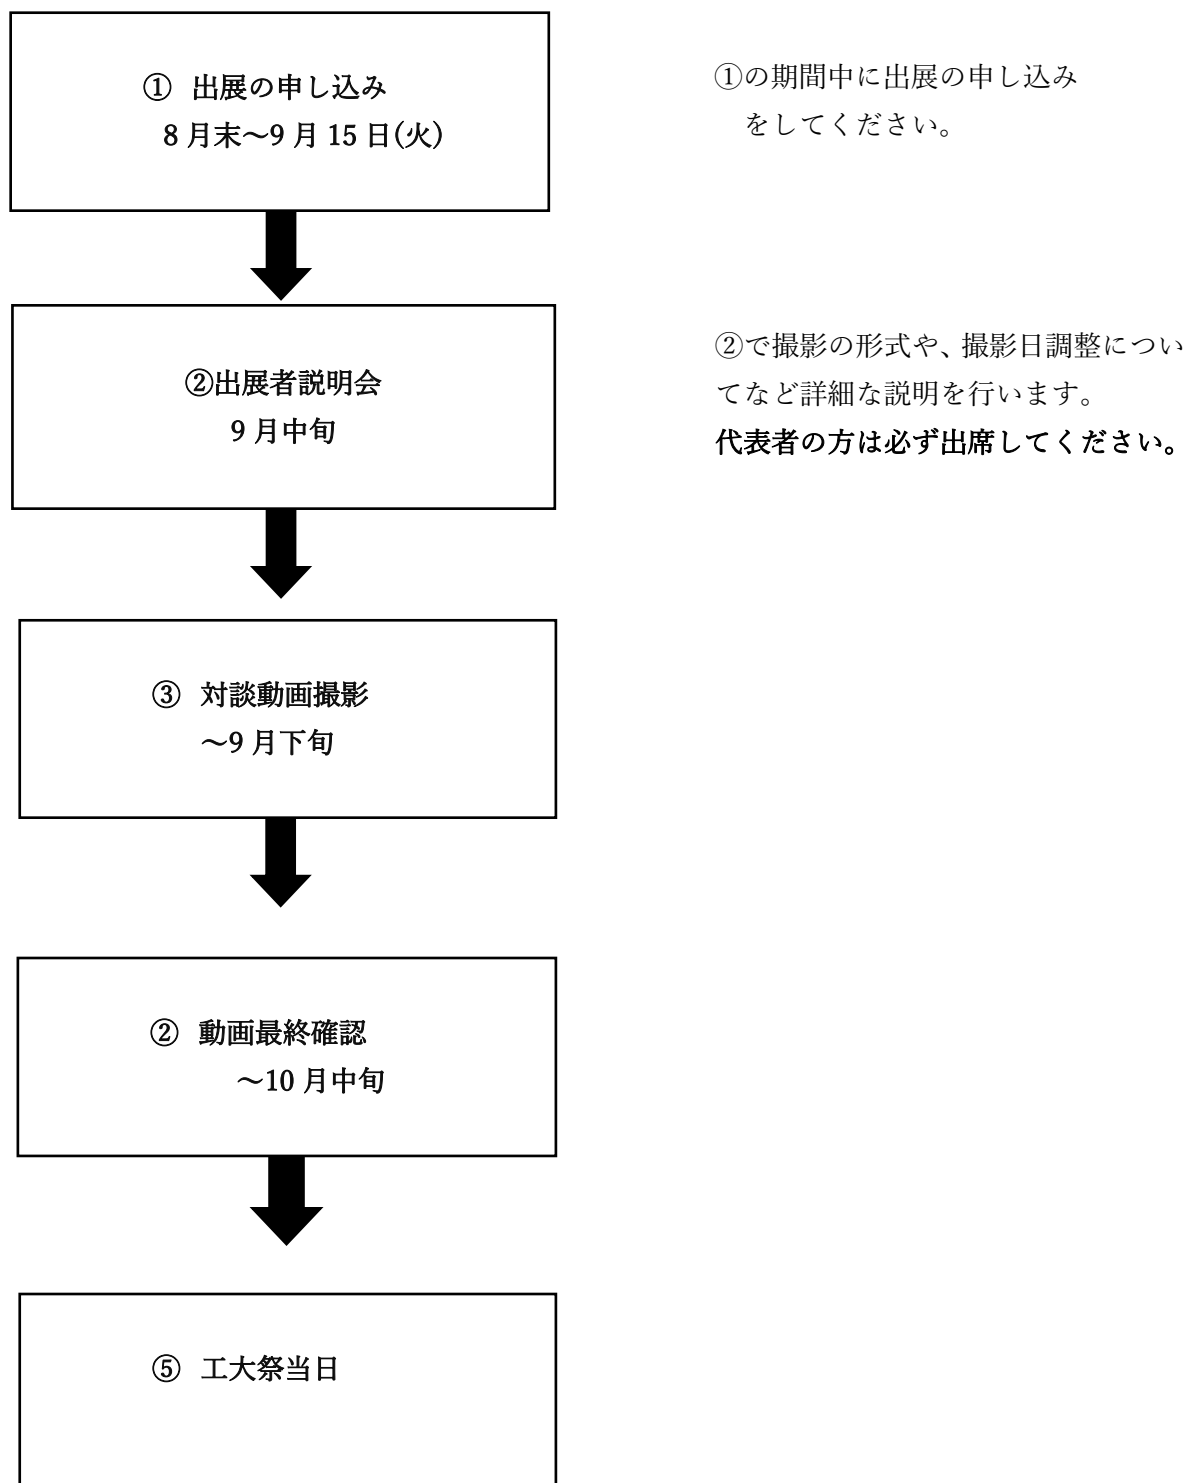 ① 出展の申し込み
8 月末～9 月 15 日(火)
①の期間中に出展の申し込み
をしてください。
②出展者説明会
9 月中旬
②で撮影の形式や、撮影日調整につい
てなど詳細な説明を行います。
代表者の方は必ず出席してください。
③ 対談動画撮影
～9 月下旬
② 動画最終確認
～10 月中旬
⑤ 工大祭当日